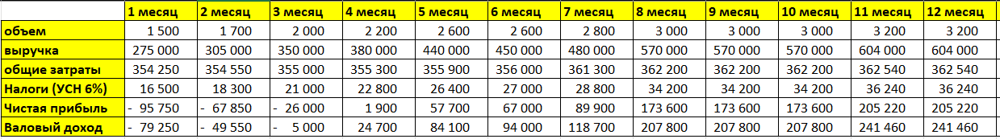 1 месяц 2 месяц 3 месяц 4 месяц 5 месяц 6 месяц 7 месяц 8 месяц 9 месяц 10 месяц 11 месяц 12 месяц
объем 1 500 1 700 2 000 2 200 2 600 2 600 2 800 3 000 3 000 3 000 3 200 3 200
выручка 275 000 305 000 350 000 380 000 440 000 450 000 480 000 570 000 570 000 570 000 604 000 604 000
общие затраты 354 250 354 550 355 000 355 300 355 900 356 000 361 300 362 200 362 200 362 200 362 540 362 540
Налоги (УСН 6%) 16 500 18 300 21 000 22 800 26 400 27 000 28 800 34 200 34 200 34 200 36 240 36 240
Чистая прибыль - 95 750 - 67 850 - 26 000 1 900 57 700 67 000 89 900 173 600 173 600 173 600 205 220 205 220
Валовый доход - 79 250 - 49 550 - 5 000 24 700 84 100 94 000 118 700 207 800 207 800 207 800 241 460 241 460